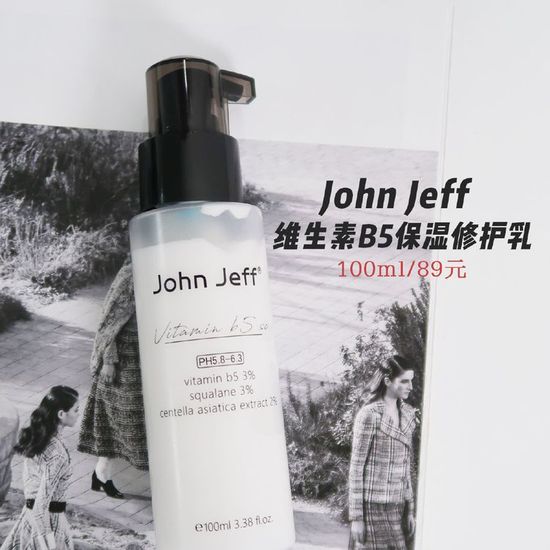 John Jeff
维生素B5保湿修护乳
100ml/89元
John Jeff®
Vitamin b5
PH5.8-6.3
vitamin b5 3%
squalane 3%
centella asiatica extract 2%
℮100ml 3.38 fl.oz.